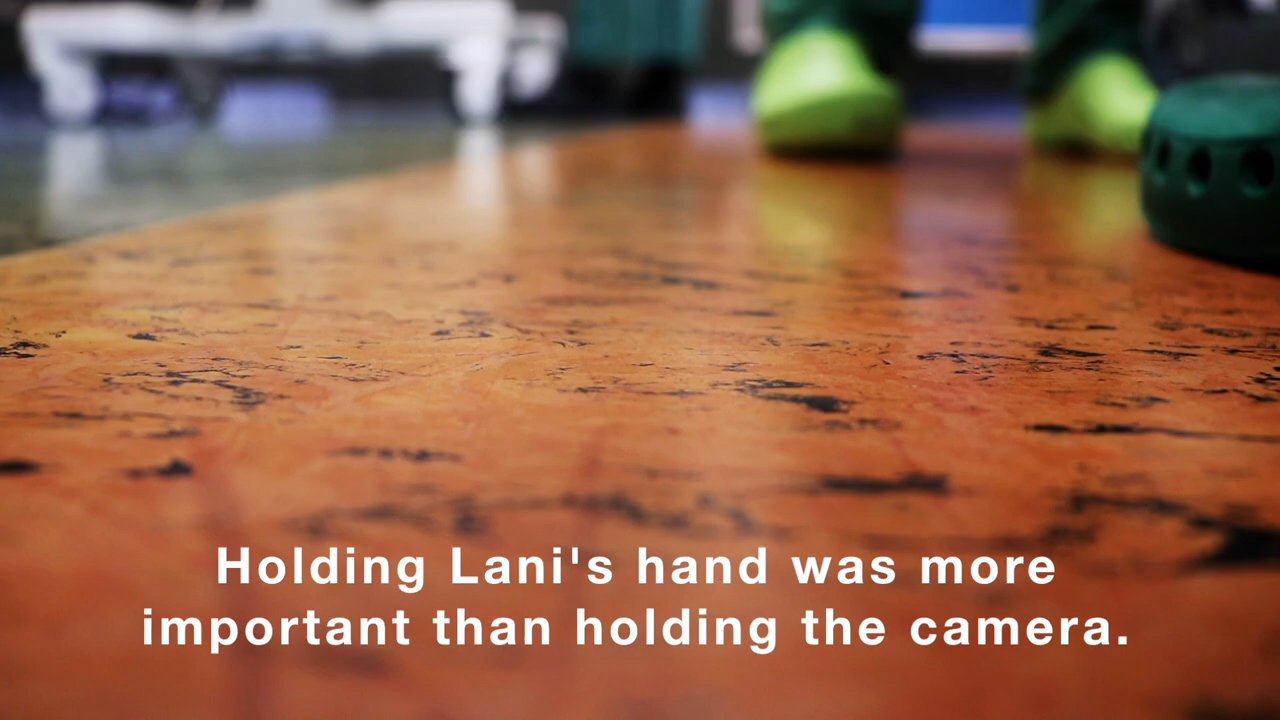 Holding Lani's hand was more
important than holding the camera.